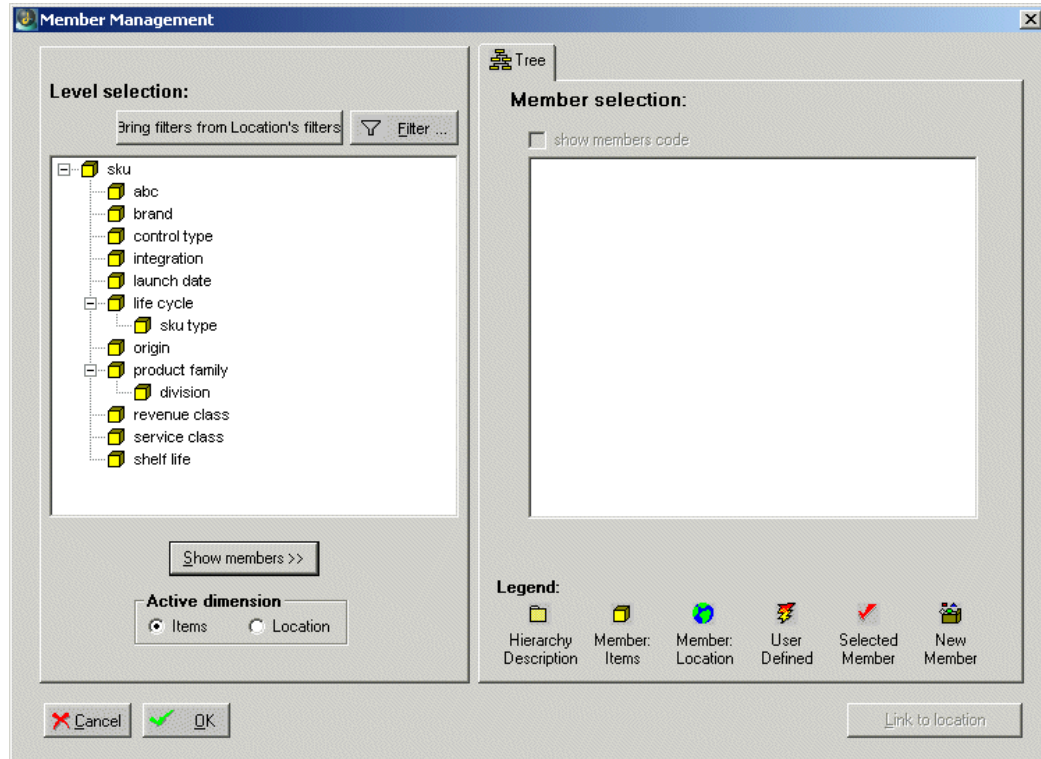 Member Management
Tree
Level selection:
Member selection:
Bring filters from Location's filters
Filter ...
show members code
sku
abc
brand
control type
integration
launch date
life cycle
sku type
origin
product family
division
revenue class
service class
shelf life
Show members >>
Active dimension
Items
Location
Legend:
Hierarchy
Description
Member:
Items
Member:
Location
User
Defined
Selected
Member
New
Member
Cancel
OK
Link to location